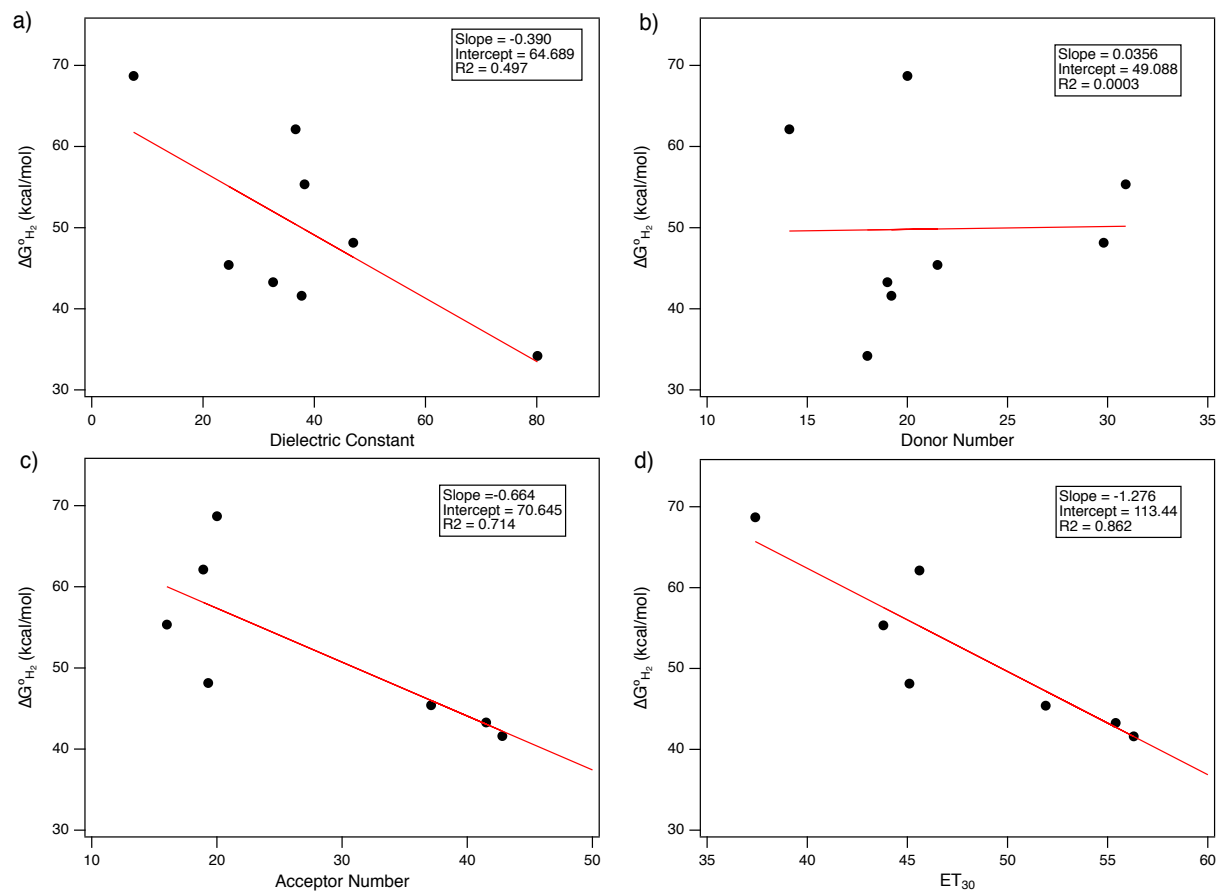 a)
Slope = -0.390
Intercept = 64.689
R2 = 0.497
ΔG°H2 (kcal/mol)
70
60
50
40
30
0 20 40 60 80
Dielectric Constant
b)
Slope = 0.0356
Intercept = 49.088
R2 = 0.0003
ΔG°H2 (kcal/mol)
70
60
50
40
30
10 15 20 25 30 35
Donor Number
c)
Slope =-0.664
Intercept = 70.645
R2 = 0.714
ΔG°H2 (kcal/mol)
70
60
50
40
30
10 20 30 40 50
Acceptor Number
d)
Slope = -1.276
Intercept = 113.44
R2 = 0.862
ΔG°H2 (kcal/mol)
70
60
50
40
30
35 40 45 50 55 60
ET30